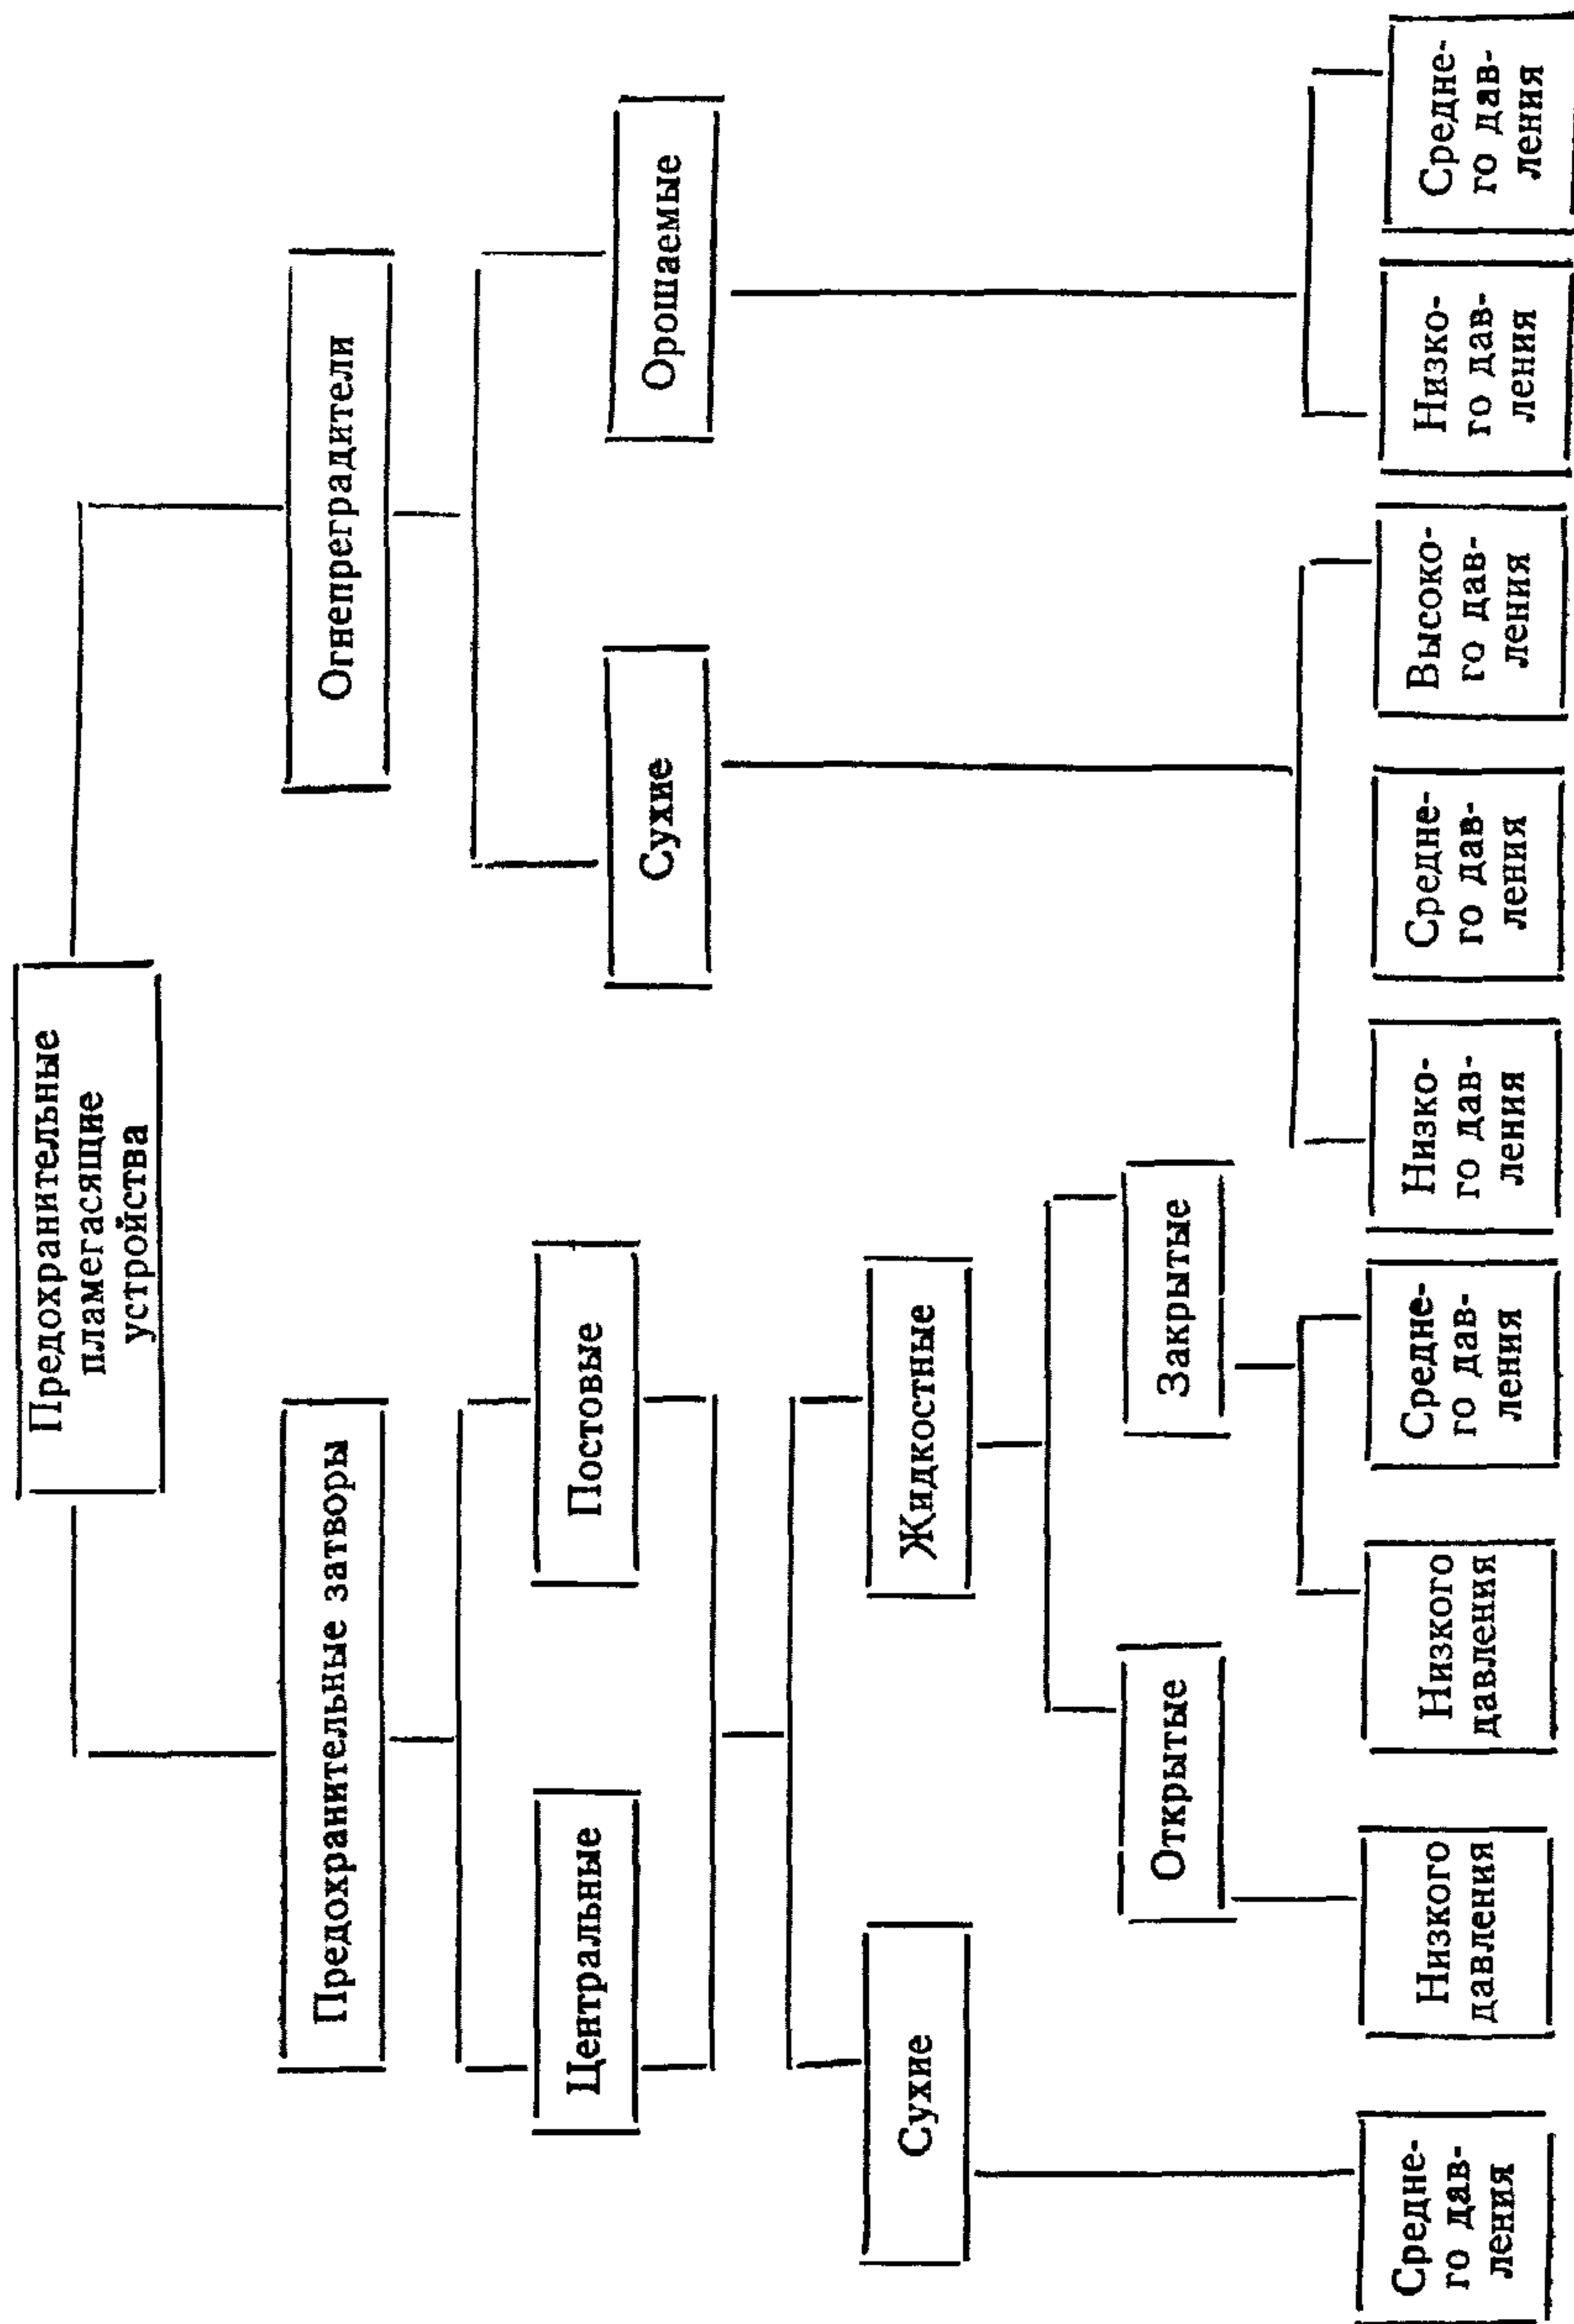 Предохранительные
пламегасящие
устройства
Предохранительные затворы
Огнепреградители
Центральные
Постовые
Сухие
Орошаемые
Сухие
Жидкостные
Открытые
Закрытые
Средне-
го дав-
ления
Низкого
давления
Низкого
давления
Средне-
го дав-
ления
Низко-
го дав-
ления
Средне-
го дав-
ления
Высоко-
го дав-
ления
Низко-
го дав-
ления
Средне-
го дав-
ления